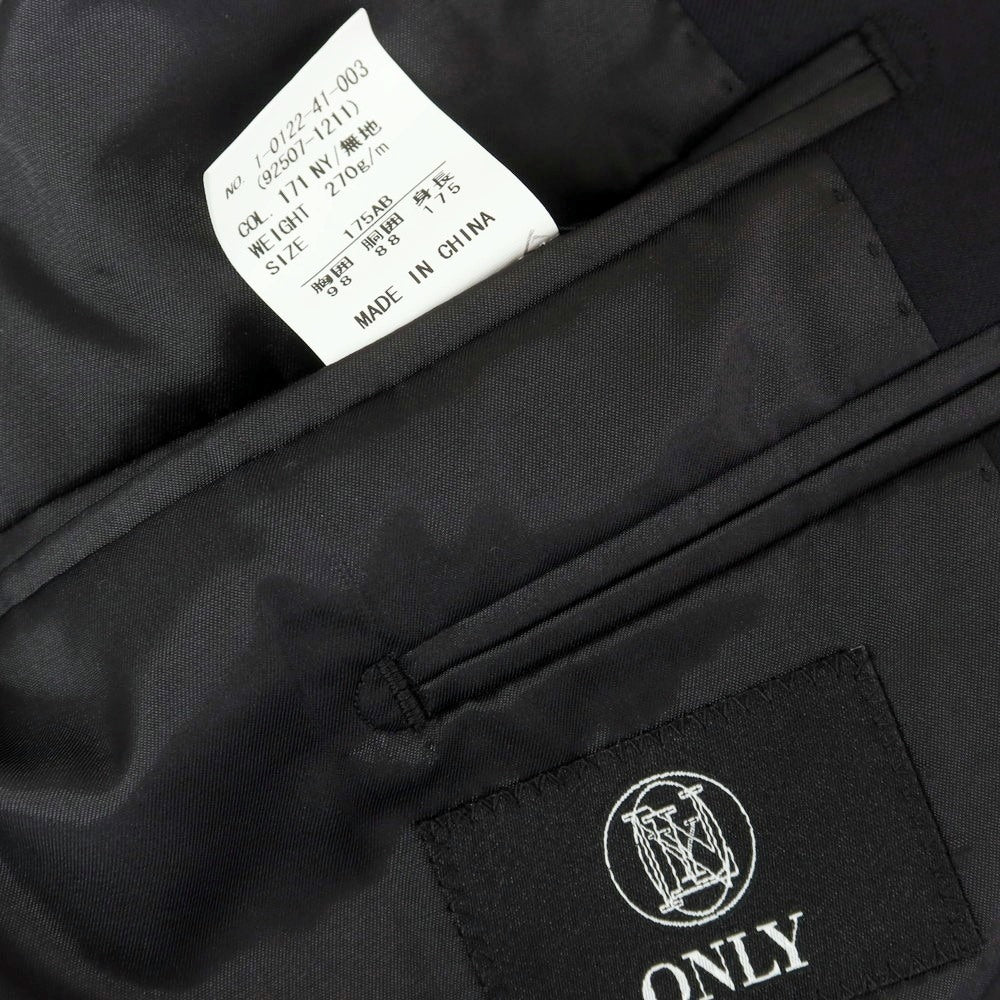 NO. 1-0122-41-003
(92507-1211)
COL. 171 NY/無地
WEIGHT 270g/m
SIZE 175AB
胸囲 胴囲 身長
98 88 175
MADE IN CHINA
ONLY